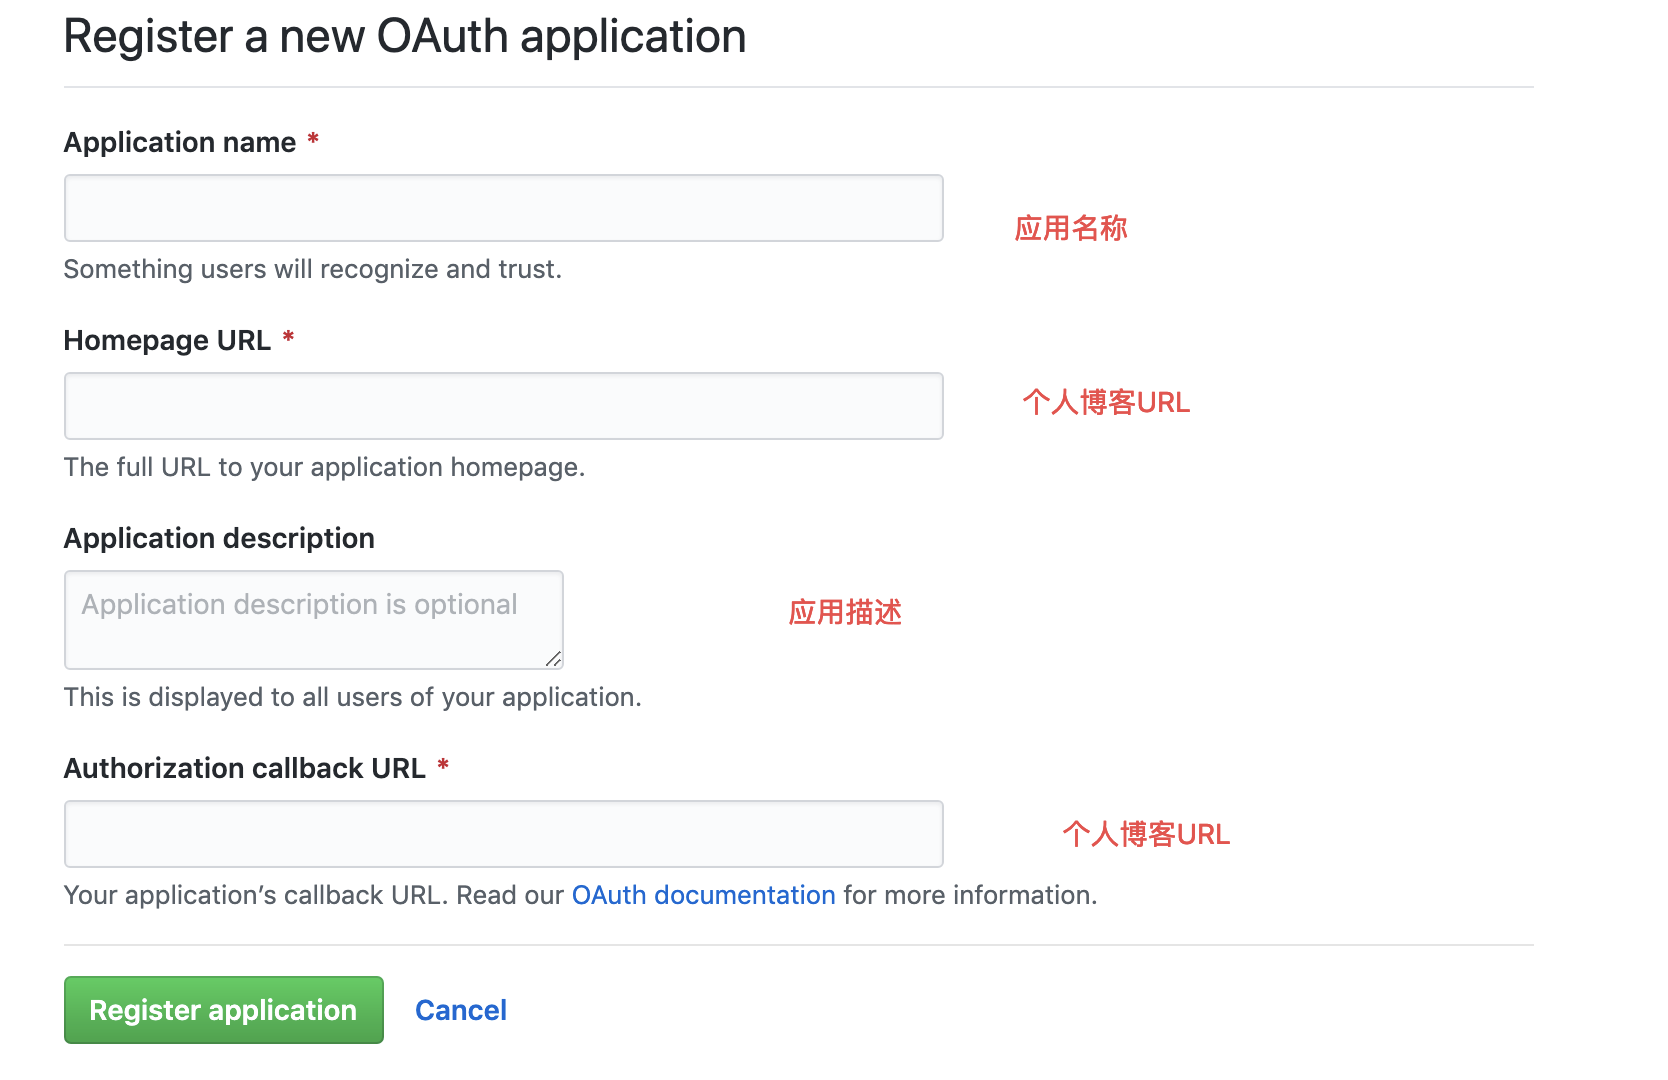 Register a new OAuth application
Application name *
应用名称
Something users will recognize and trust.
Homepage URL *
个人博客URL
The full URL to your application homepage.
Application description
Application description is optional
应用描述
This is displayed to all users of your application.
Authorization callback URL *
个人博客URL
Your application’s callback URL. Read our OAuth documentation for more information.
Register application Cancel